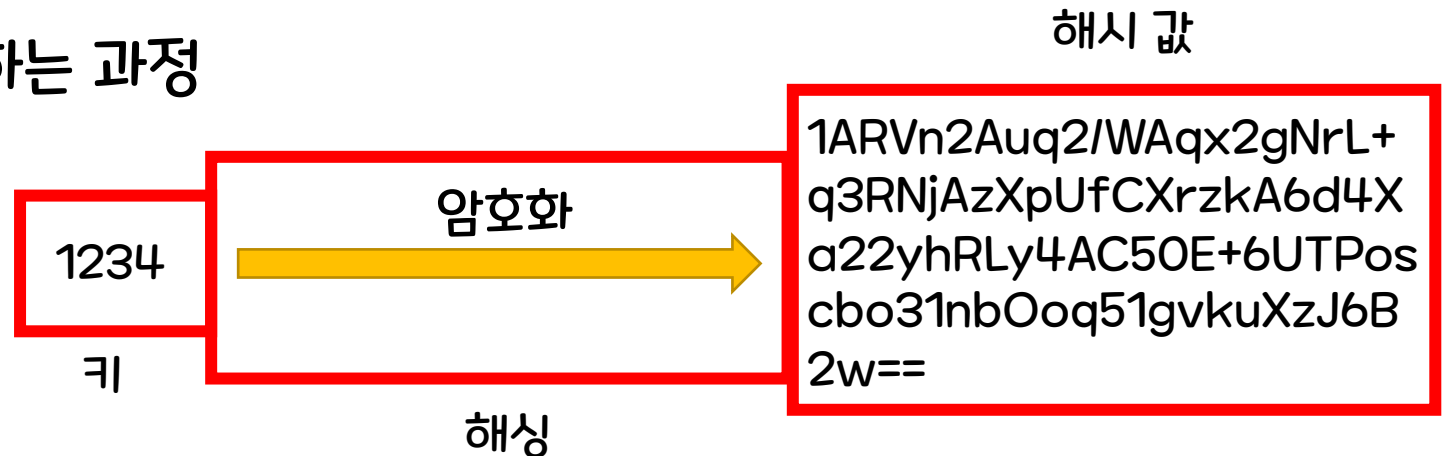 하는 과정
해시 값
1234
키
암호화
해싱
1ARVn2Auq2/WAqx2gNrL+
q3RNjAzXpUfCXrzkA6d4X
a22yhRLy4AC50E+6UTPos
cbo31nbOoq51gvkuXzJ6B
2w==